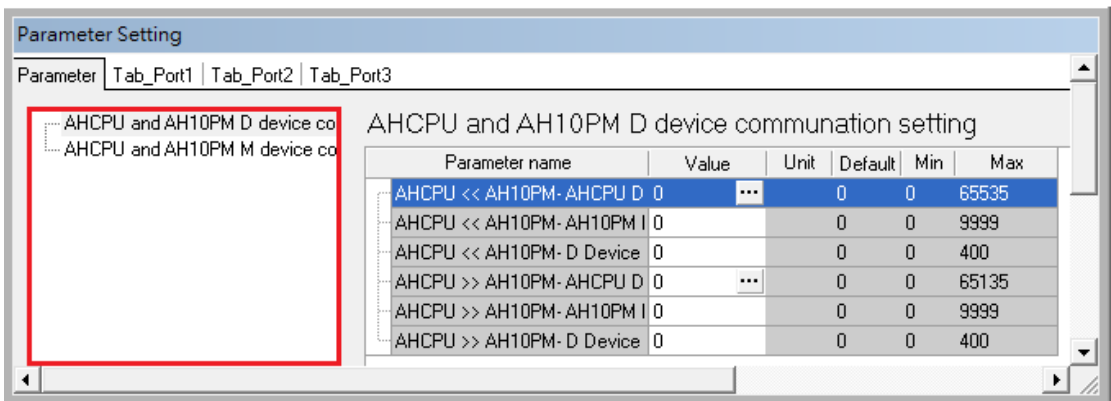 Parameter Setting
Parameter Tab_Port1 Tab_Port2 Tab_Port3
AHCPU and AH10PM D device co
AHCPU and AH10PM M device co
AHCPU and AH10PM D device communation setting
Parameter name Value Unit Default Min Max
AHCPU << AH10PM- AHCPU D 0 ... 0 0 65535
AHCPU << AH10PM- AH10PM I 0 0 0 9999
AHCPU << AH10PM- D Device 0 0 0 400
AHCPU >> AH10PM- AHCPU D 0 ... 0 0 65135
AHCPU >> AH10PM- AH10PM I 0 0 0 9999
AHCPU >> AH10PM- D Device 0 0 0 400